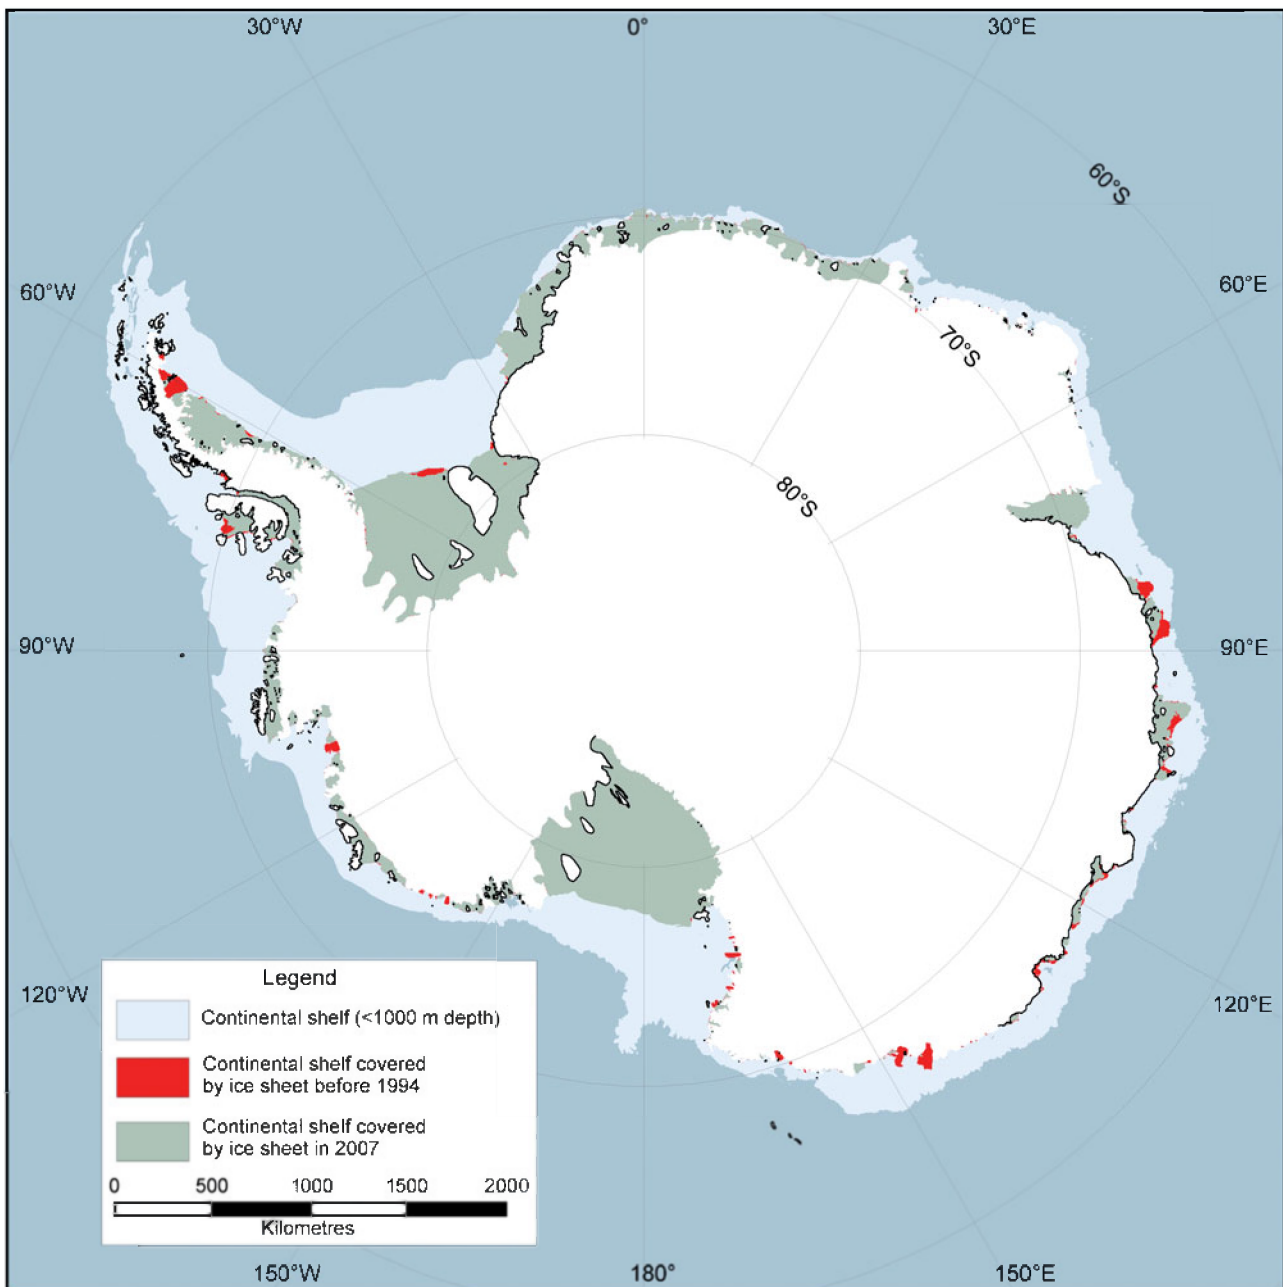 30°W
0°
30°E
60°S
60°W
60°E
70°S
80°S
90°W
90°E
120°W
120°E
Legend
Continental shelf (<1000 m depth)
Continental shelf covered
by ice sheet before 1994
Continental shelf covered
by ice sheet in 2007
0 500 1000 1500 2000
Kilometres
150°W
180°
150°E